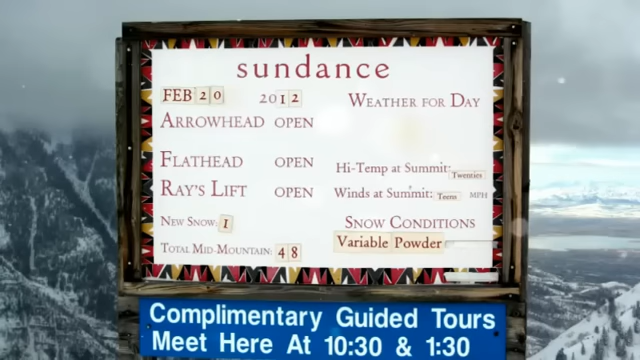 sundance
FEB 20 2012 WEATHER FOR DAY
ARROWHEAD OPEN
FLATHEAD OPEN Hi-Temp at Summit: Twenties
RAY'S LIFT OPEN Winds at Summit: Teens MPH
NEW SNOW: 1 SNOW CONDITIONS
TOTAL MID-MOUNTAIN: 48 Variable Powder
Complimentary Guided Tours
Meet Here At 10:30 & 1:30